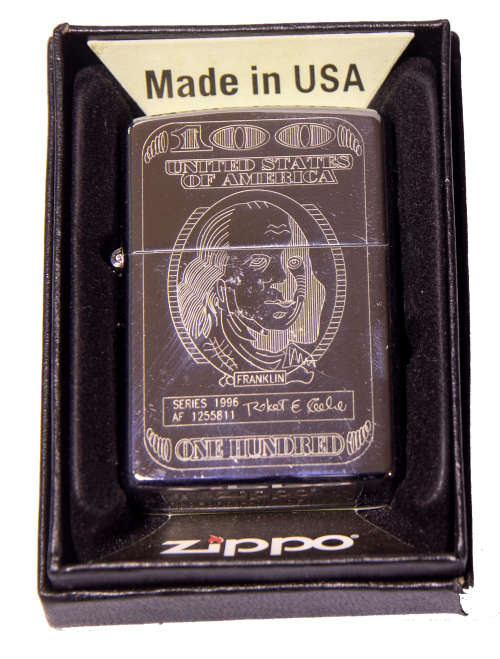 Made in USA
100
UNITED STATES
OF AMERICA
FRANKLIN
SERIES 1996
AF 1255811
ONE HUNDRED
zippo